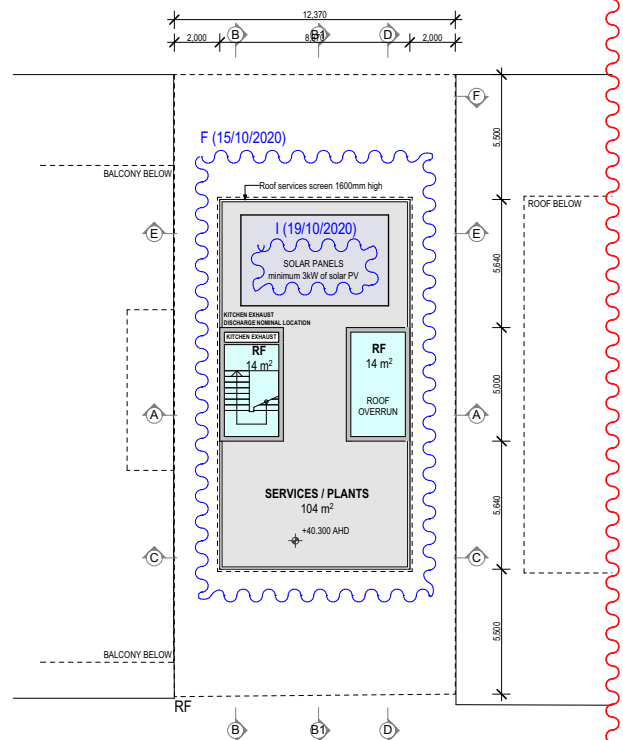 12,370
2,000
2,000
B
B1
D
F
F (15/10/2020)
5,500
BALCONY BELOW
Roof services screen 1600mm high
ROOF BELOW
I (19/10/2020)
E
E
SOLAR PANELS
minimum 3kW of solar PV
5,640
KITCHEN EXHAUST
DISCHARGE NOMINAL LOCATION
KITCHEN EXHAUST
RF
14 m²
RF
14 m²
ROOF
OVERRUN
5,000
A
A
SERVICES / PLANTS
104 m²
+40.300 AHD
5,640
C
C
5,500
BALCONY BELOW
RF
B
B1
D